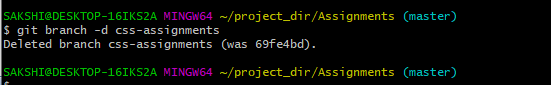 SAKSHI@DESKTOP-16IKS2A MINGW64 ~/project_dir/Assignments (master)
$ git branch -d css-assignments
Deleted branch css-assignments (was 69fe4bd).
SAKSHI@DESKTOP-16IKS2A MINGW64 ~/project_dir/Assignments (master)
$